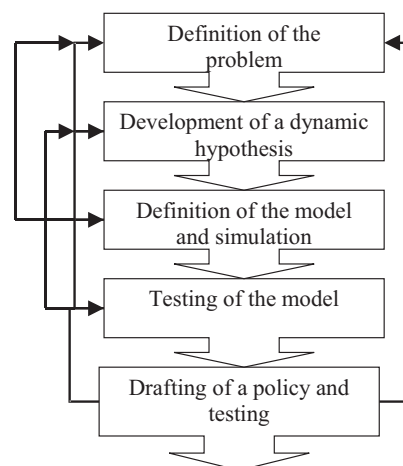 Definition of the
problem
Development of a dynamic
hypothesis
Definition of the model
and simulation
Testing of the model
Drafting of a policy and
testing